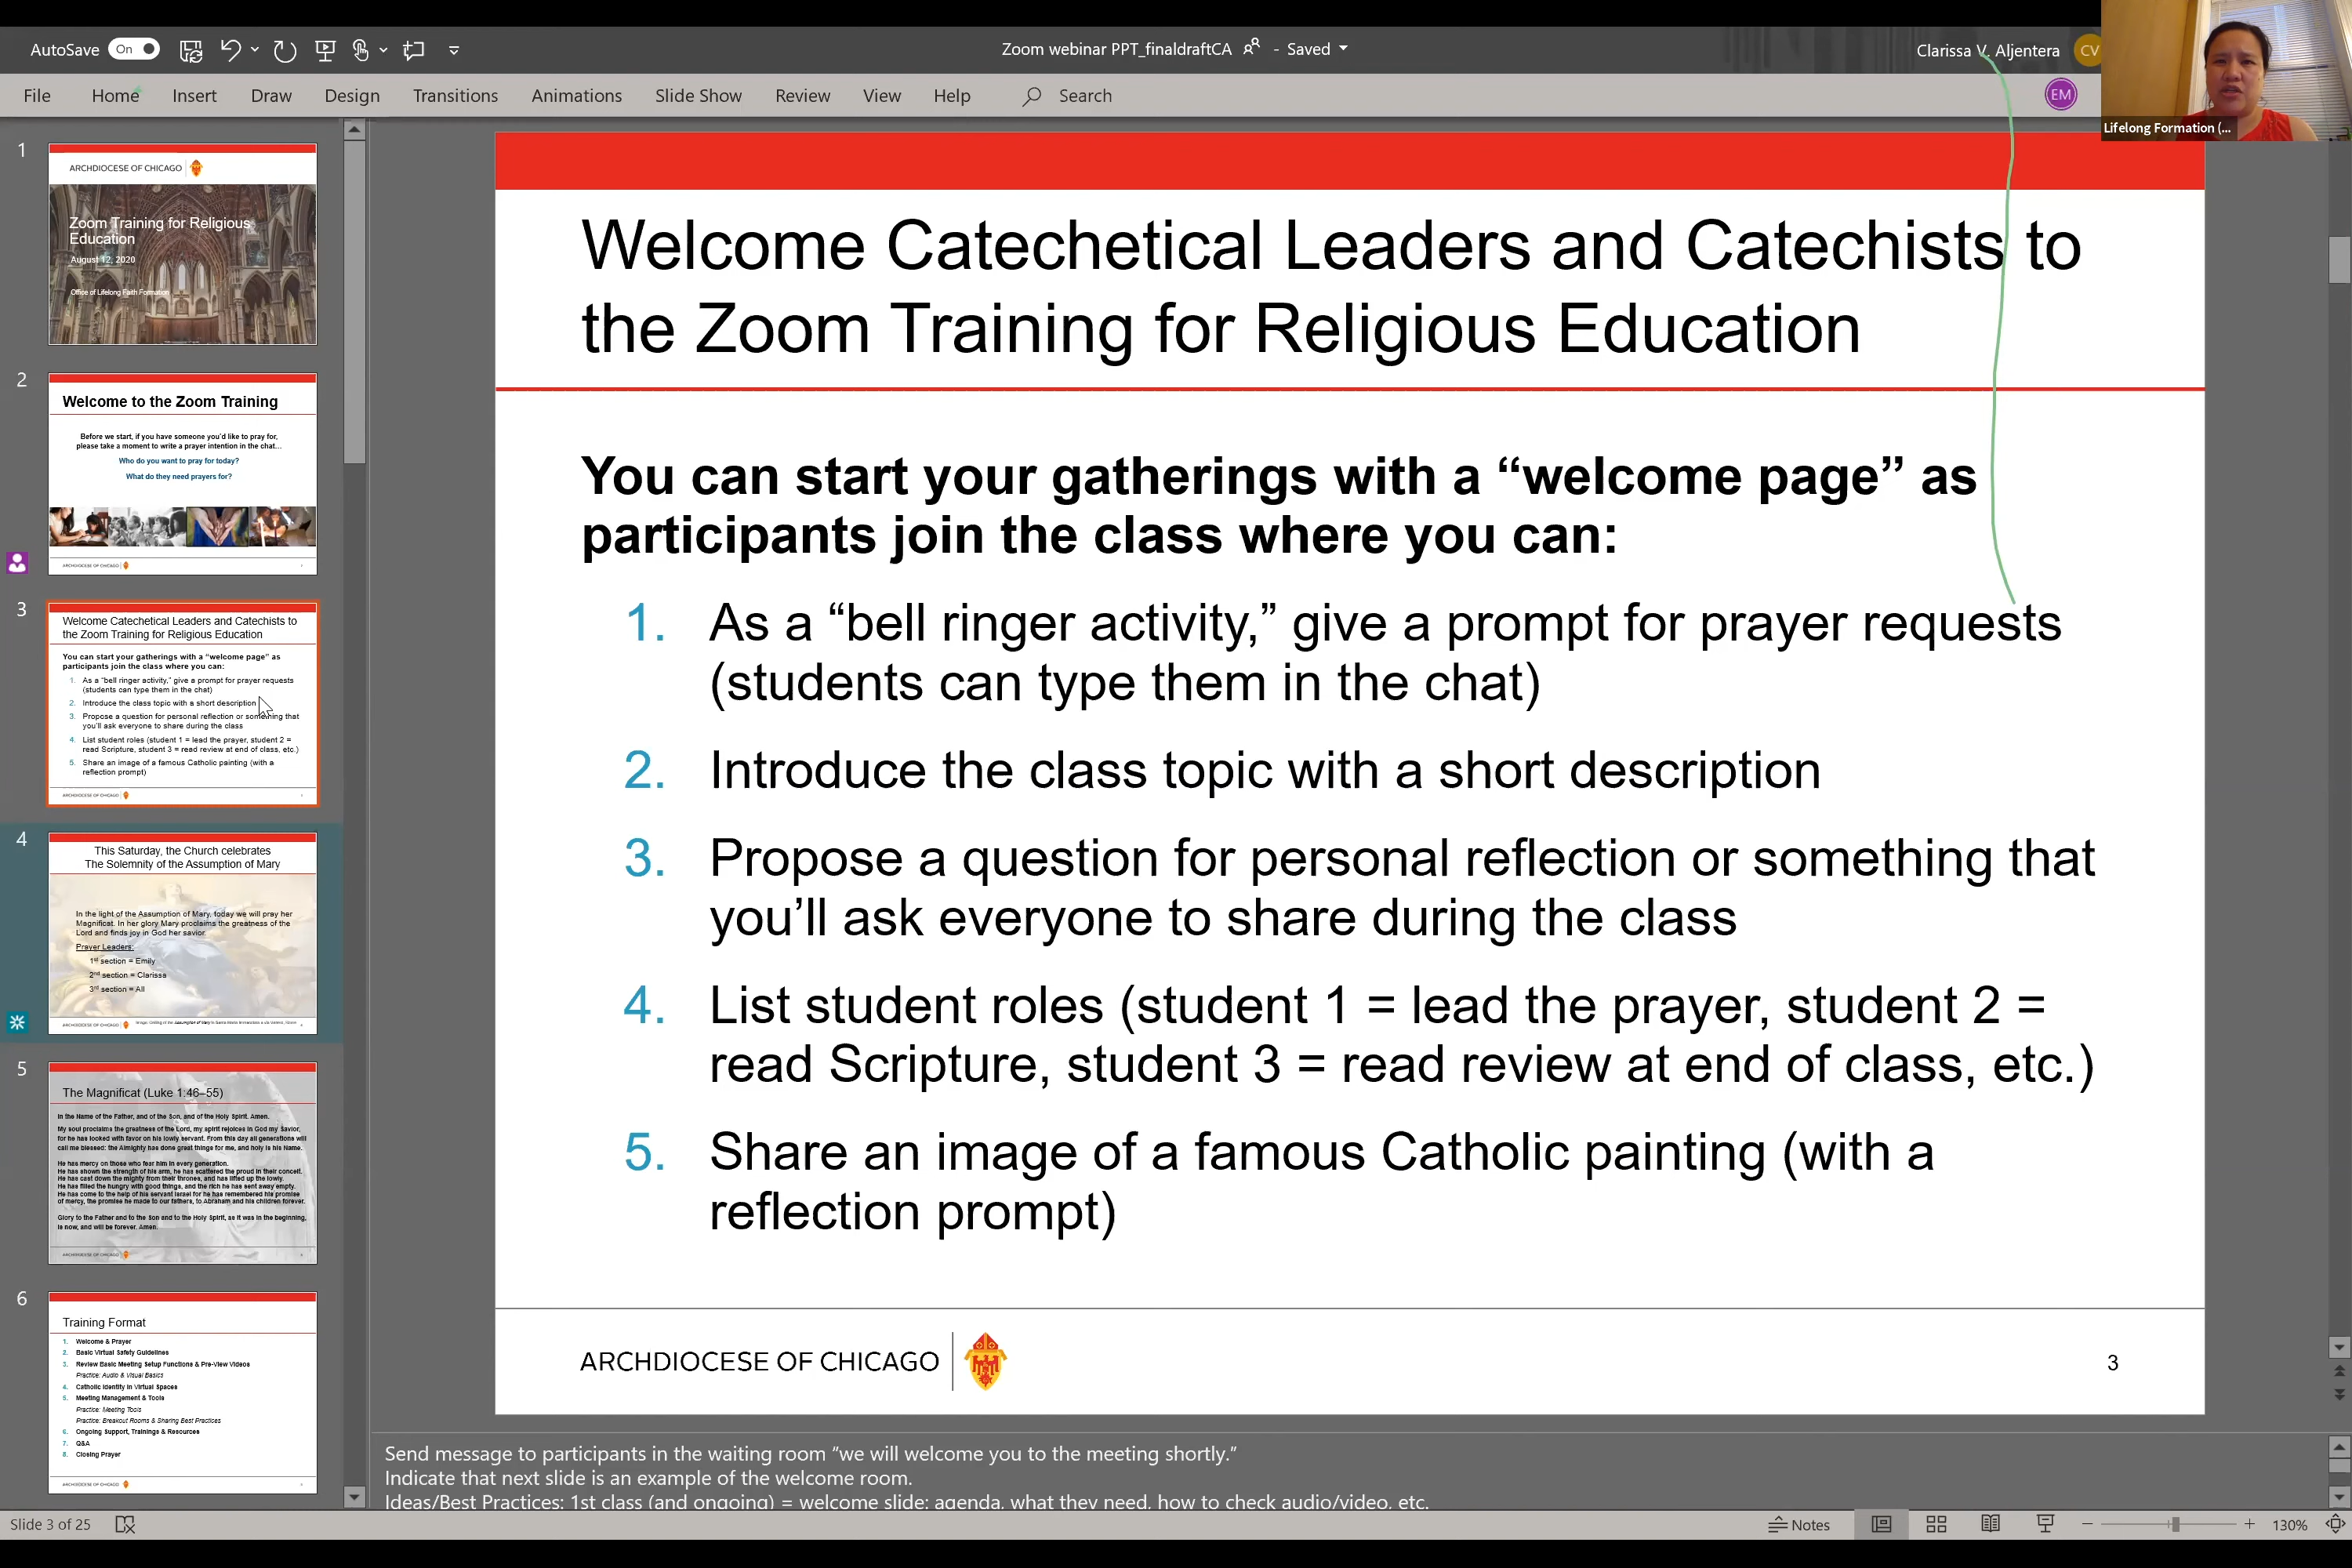 AutoSave On
Zoom webinar PPT_finaldraftCA - Saved
Clarissa V. Aljentera CV
File Home Insert Draw Design Transitions Animations Slide Show Review View Help Search
EM
Lifelong Formation (...
1
ARCHDIOCESE OF CHICAGO
Zoom Training for Religious
Education
August 12, 2020
Office of Lifelong Faith Formation
2
Welcome to the Zoom Training
Before we start, if you have someone you'd like to pray for,
please take a moment to write a prayer intention in the chat...
Who do you want to pray for today?
What do they need prayers for?
ARCHDIOCESE OF CHICAGO
3
Welcome Catechetical Leaders and Catechists to
the Zoom Training for Religious Education
You can start your gatherings with a “welcome page” as
participants join the class where you can:
1. As a “bell ringer activity,” give a prompt for prayer requests
(students can type them in the chat)
2. Introduce the class topic with a short description
3. Propose a question for personal reflection or something that
you'll ask everyone to share during the class
4. List student roles (student 1 = lead the prayer, student 2 =
read Scripture, student 3 = read review at end of class, etc.)
5. Share an image of a famous Catholic painting (with a
reflection prompt)
ARCHDIOCESE OF CHICAGO
4
This Saturday, the Church celebrates
The Solemnity of the Assumption of Mary
In the light of the Assumption of Mary, today we will pray her
Magnificat. In her glory Mary proclaims the greatness of the
Lord and finds joy in God her savior.
Prayer Leaders:
1st section = Emily
2nd section = Clarissa
3rd section = All
ARCHDIOCESE OF CHICAGO
5
The Magnificat (Luke 1:46–55)
In the Name of the Father, and of the Son, and of the Holy Spirit. Amen.
My soul proclaims the greatness of the Lord, my spirit rejoices in God my Savior,
for he has looked with favor on his lowly servant. From this day all generations will
call me blessed: the Almighty has done great things for me, and holy is his Name.
He has mercy on those who fear him in every generation.
He has shown the strength of his arm, he has scattered the proud in their conceit.
He has cast down the mighty from their thrones, and has lifted up the lowly.
He has filled the hungry with good things, and the rich he has sent away empty.
He has come to the help of his servant Israel for he has remembered his promise
of mercy, the promise he made to our fathers, to Abraham and his children forever.
Glory to the Father and to the Son and to the Holy Spirit, as it was in the beginning,
is now, and will be forever. Amen.
ARCHDIOCESE OF CHICAGO
6
Training Format
1. Welcome & Prayer
2. Basic Virtual Safety Guidelines
3. Review Basic Meeting Setup Functions & Pre-View Videos
Practice: Audio & Visual Basics
4. Catholic Identity in Virtual Spaces
5. Meeting Management & Tools
Practice: Meeting Tools
Practice: Breakout Rooms & Sharing Best Practices
6. Ongoing Support, Trainings & Resources
7. Q&A
8. Closing Prayer
ARCHDIOCESE OF CHICAGO
Welcome Catechetical Leaders and Catechists to
the Zoom Training for Religious Education
You can start your gatherings with a “welcome page” as
participants join the class where you can:
1. As a “bell ringer activity,” give a prompt for prayer requests
(students can type them in the chat)
2. Introduce the class topic with a short description
3. Propose a question for personal reflection or something that
you’ll ask everyone to share during the class
4. List student roles (student 1 = lead the prayer, student 2 =
read Scripture, student 3 = read review at end of class, etc.)
5. Share an image of a famous Catholic painting (with a
reflection prompt)
ARCHDIOCESE OF CHICAGO
3
Send message to participants in the waiting room “we will welcome you to the meeting shortly.”
Indicate that next slide is an example of the welcome room.
Ideas/Best Practices: 1st class (and ongoing) = welcome slide: agenda, what they need, how to check audio/video, etc.
Slide 3 of 25
Notes
130%